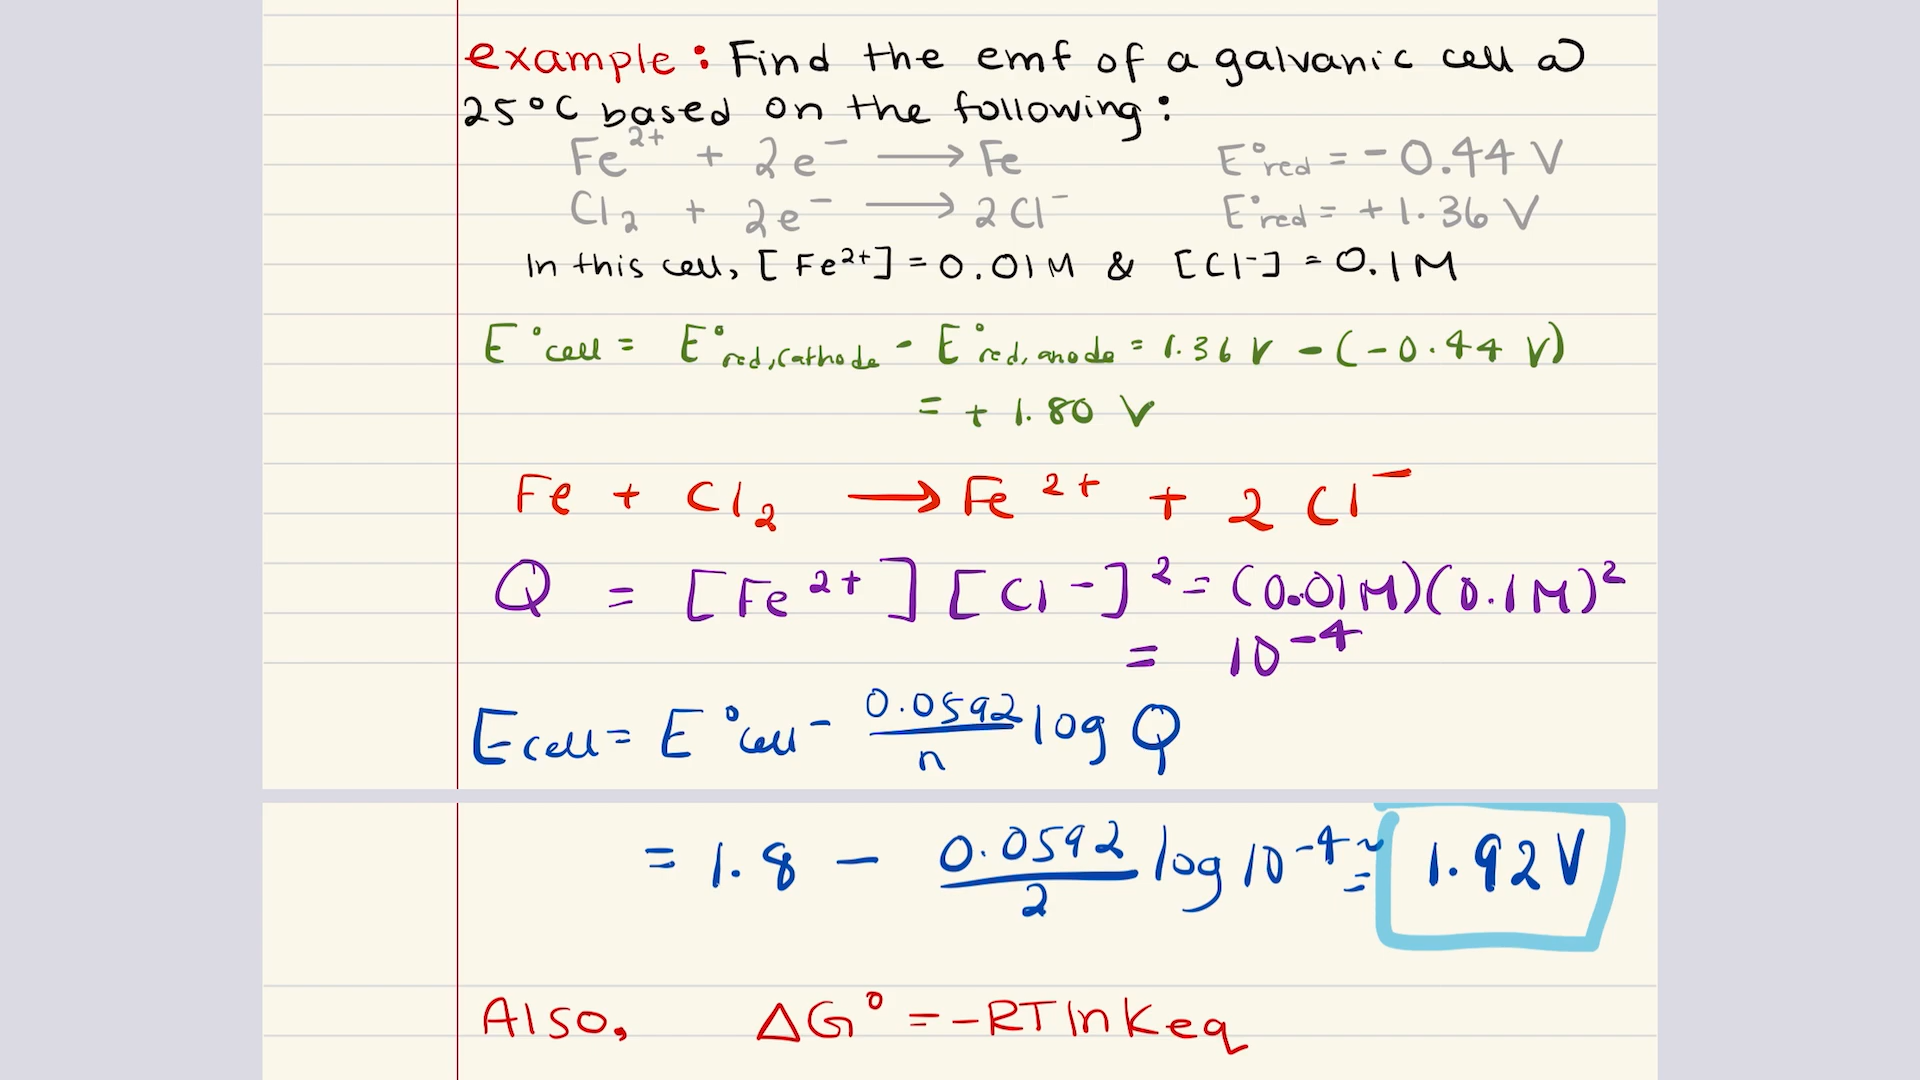 example: Find the emf of a galvanic cell @
25°C based on the following:
Fe²⁺ + 2e⁻ → Fe E°red = -0.44 V
Cl₂ + 2e⁻ → 2Cl⁻ E°red = +1.36 V
In this cell, [Fe²⁺] = 0.01M & [Cl⁻] = 0.1M
E°cell = E°red,cathode - E°red,anode = 1.36 V - (-0.44 V)
= +1.80 V
Fe + Cl₂ → Fe²⁺ + 2Cl⁻
Q = [Fe²⁺][Cl⁻]² = (0.01M)(0.1M)²
= 10⁻⁴
Ecell = E°cell - 0.0592/n log Q
= 1.8 - 0.0592/2 log 10⁻⁴ ≅ 1.92 V
Also, ΔG° = -RT ln Keq